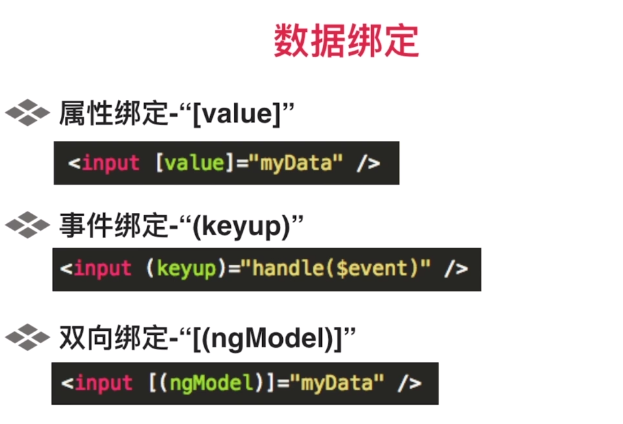 数据绑定
属性绑定-“[value]”
<input [value]="myData" />
事件绑定-“(keyup)”
<input (keyup)="handle($event)" />
双向绑定-“[(ngModel)]”
<input [(ngModel)]="myData" />